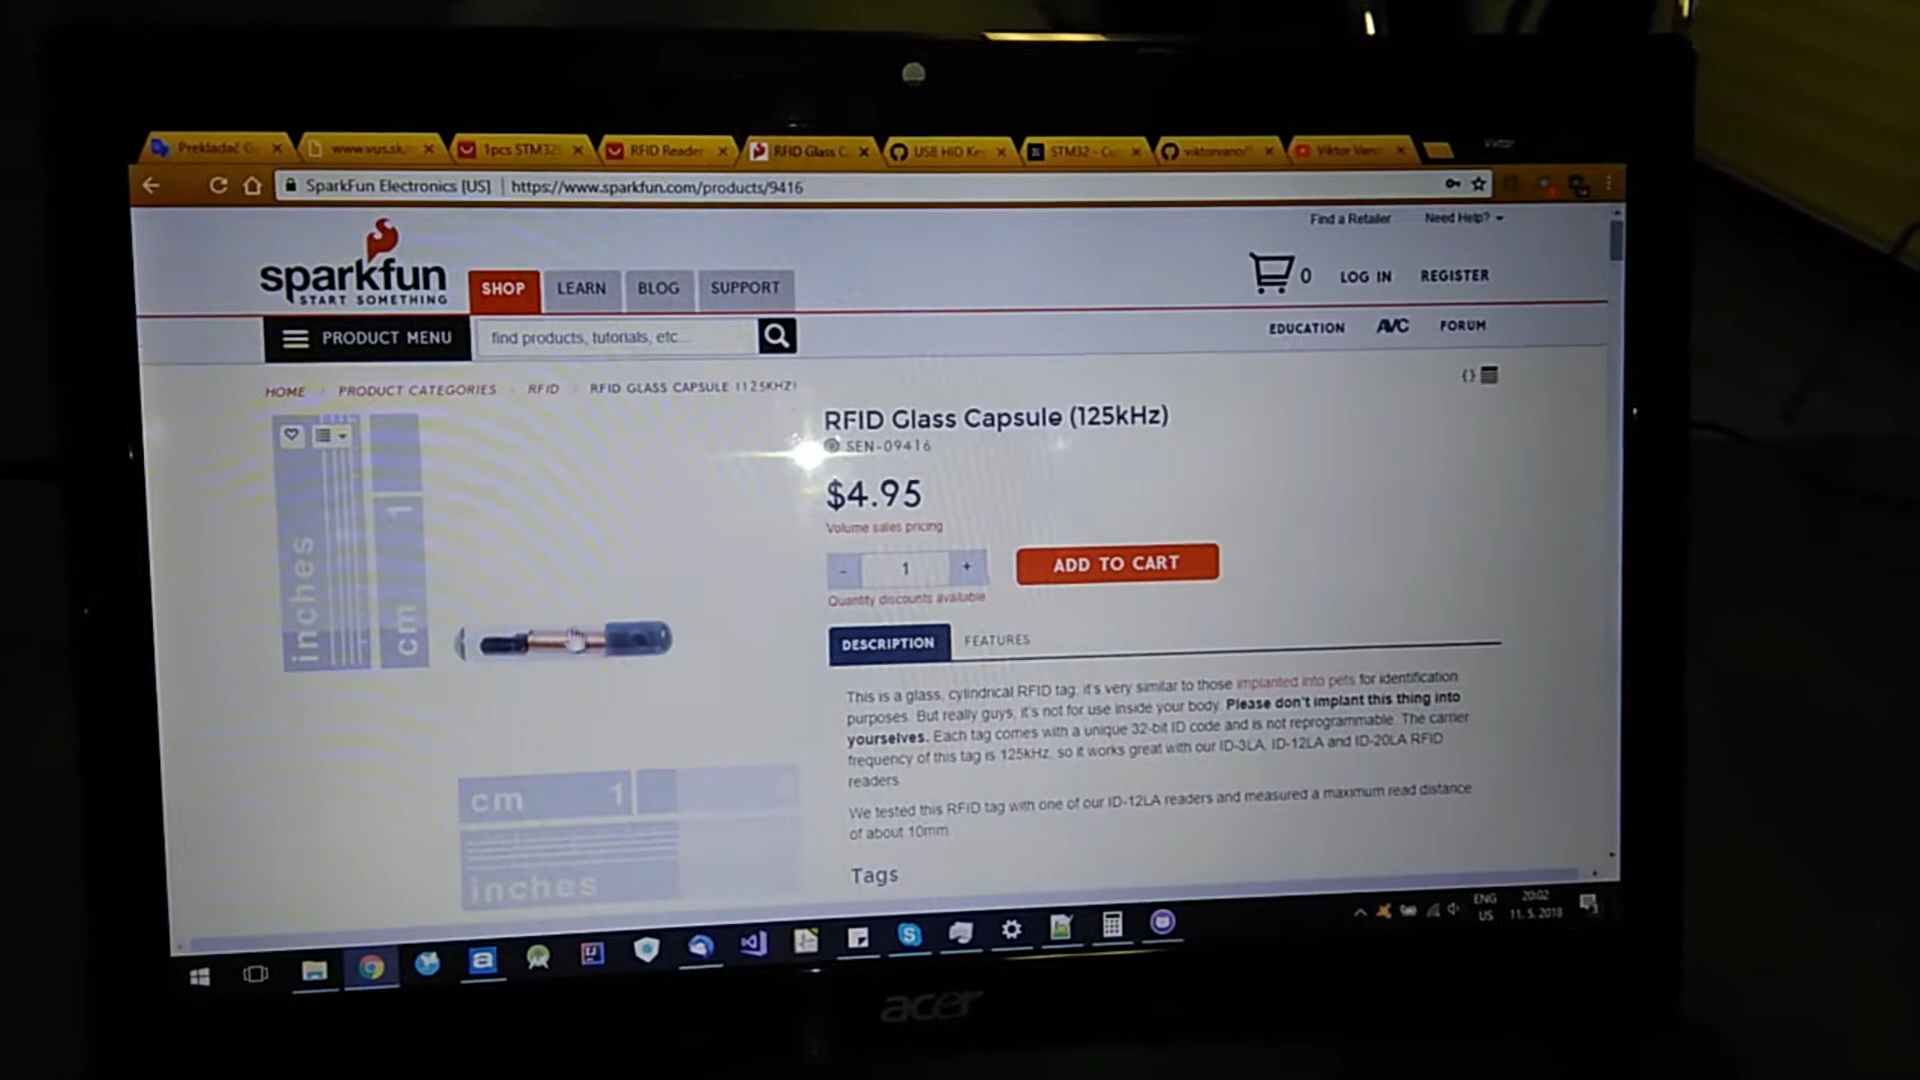 Prekladač G
www.vus.sk
1pcs STM32
RFID Reader
RFID Glass C
USB HID Ke
STM32 - Cu
viktorvano
Viktor Vano
SparkFun Electronics [US] https://www.sparkfun.com/products/9416
Find a Retailer Need Help?
sparkfun
START SOMETHING
SHOP LEARN BLOG SUPPORT
0 LOG IN REGISTER
PRODUCT MENU find products, tutorials, etc...
EDUCATION AVC FORUM
HOME PRODUCT CATEGORIES RFID RFID GLASS CAPSULE (125KHZ)
{}
inches
cm 1
RFID Glass Capsule (125kHz)
SEN-09416
$4.95
Volume sales pricing
- 1 + ADD TO CART
Quantity discounts available
DESCRIPTION FEATURES
This is a glass, cylindrical RFID tag, it's very similar to those implanted into pets for identification
purposes. But really guys, it's not for use inside your body. Please don't implant this thing into
yourselves. Each tag comes with a unique 32-bit ID code and is not reprogrammable. The carrier
frequency of this tag is 125kHz, so it works great with our ID-3LA, ID-12LA and ID-20LA RFID
readers.
We tested this RFID tag with one of our ID-12LA readers and measured a maximum read distance
of about 10mm.
Tags
cm 1
inches
ENG
US
20:02
11. 5. 2018
acer